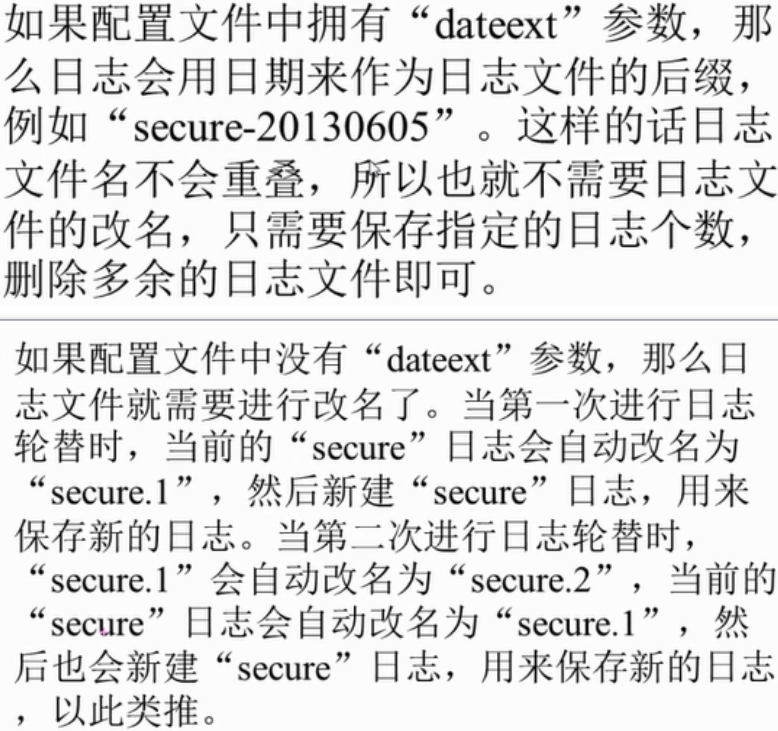 如果配置文件中拥有“dateext”参数，那
么日志会用日期来作为日志文件的后缀，
例如“secure-20130605”。这样的话日志
文件名不会重叠，所以也就不需要日志文
件的改名，只需要保存指定的日志个数，
删除多余的日志文件即可。
如果配置文件中没有“dateext”参数，那么日
志文件就需要进行改名了。当第一次进行日志
轮替时，当前的“secure”日志会自动改名为
“secure.1”，然后新建“secure”日志，用来
保存新的日志。当第二次进行日志轮替时，
“secure.1”会自动改名为“secure.2”，当前的
“secure”日志会自动改名为“secure.1”，然
后也会新建“secure”日志，用来保存新的日志
，以此类推。